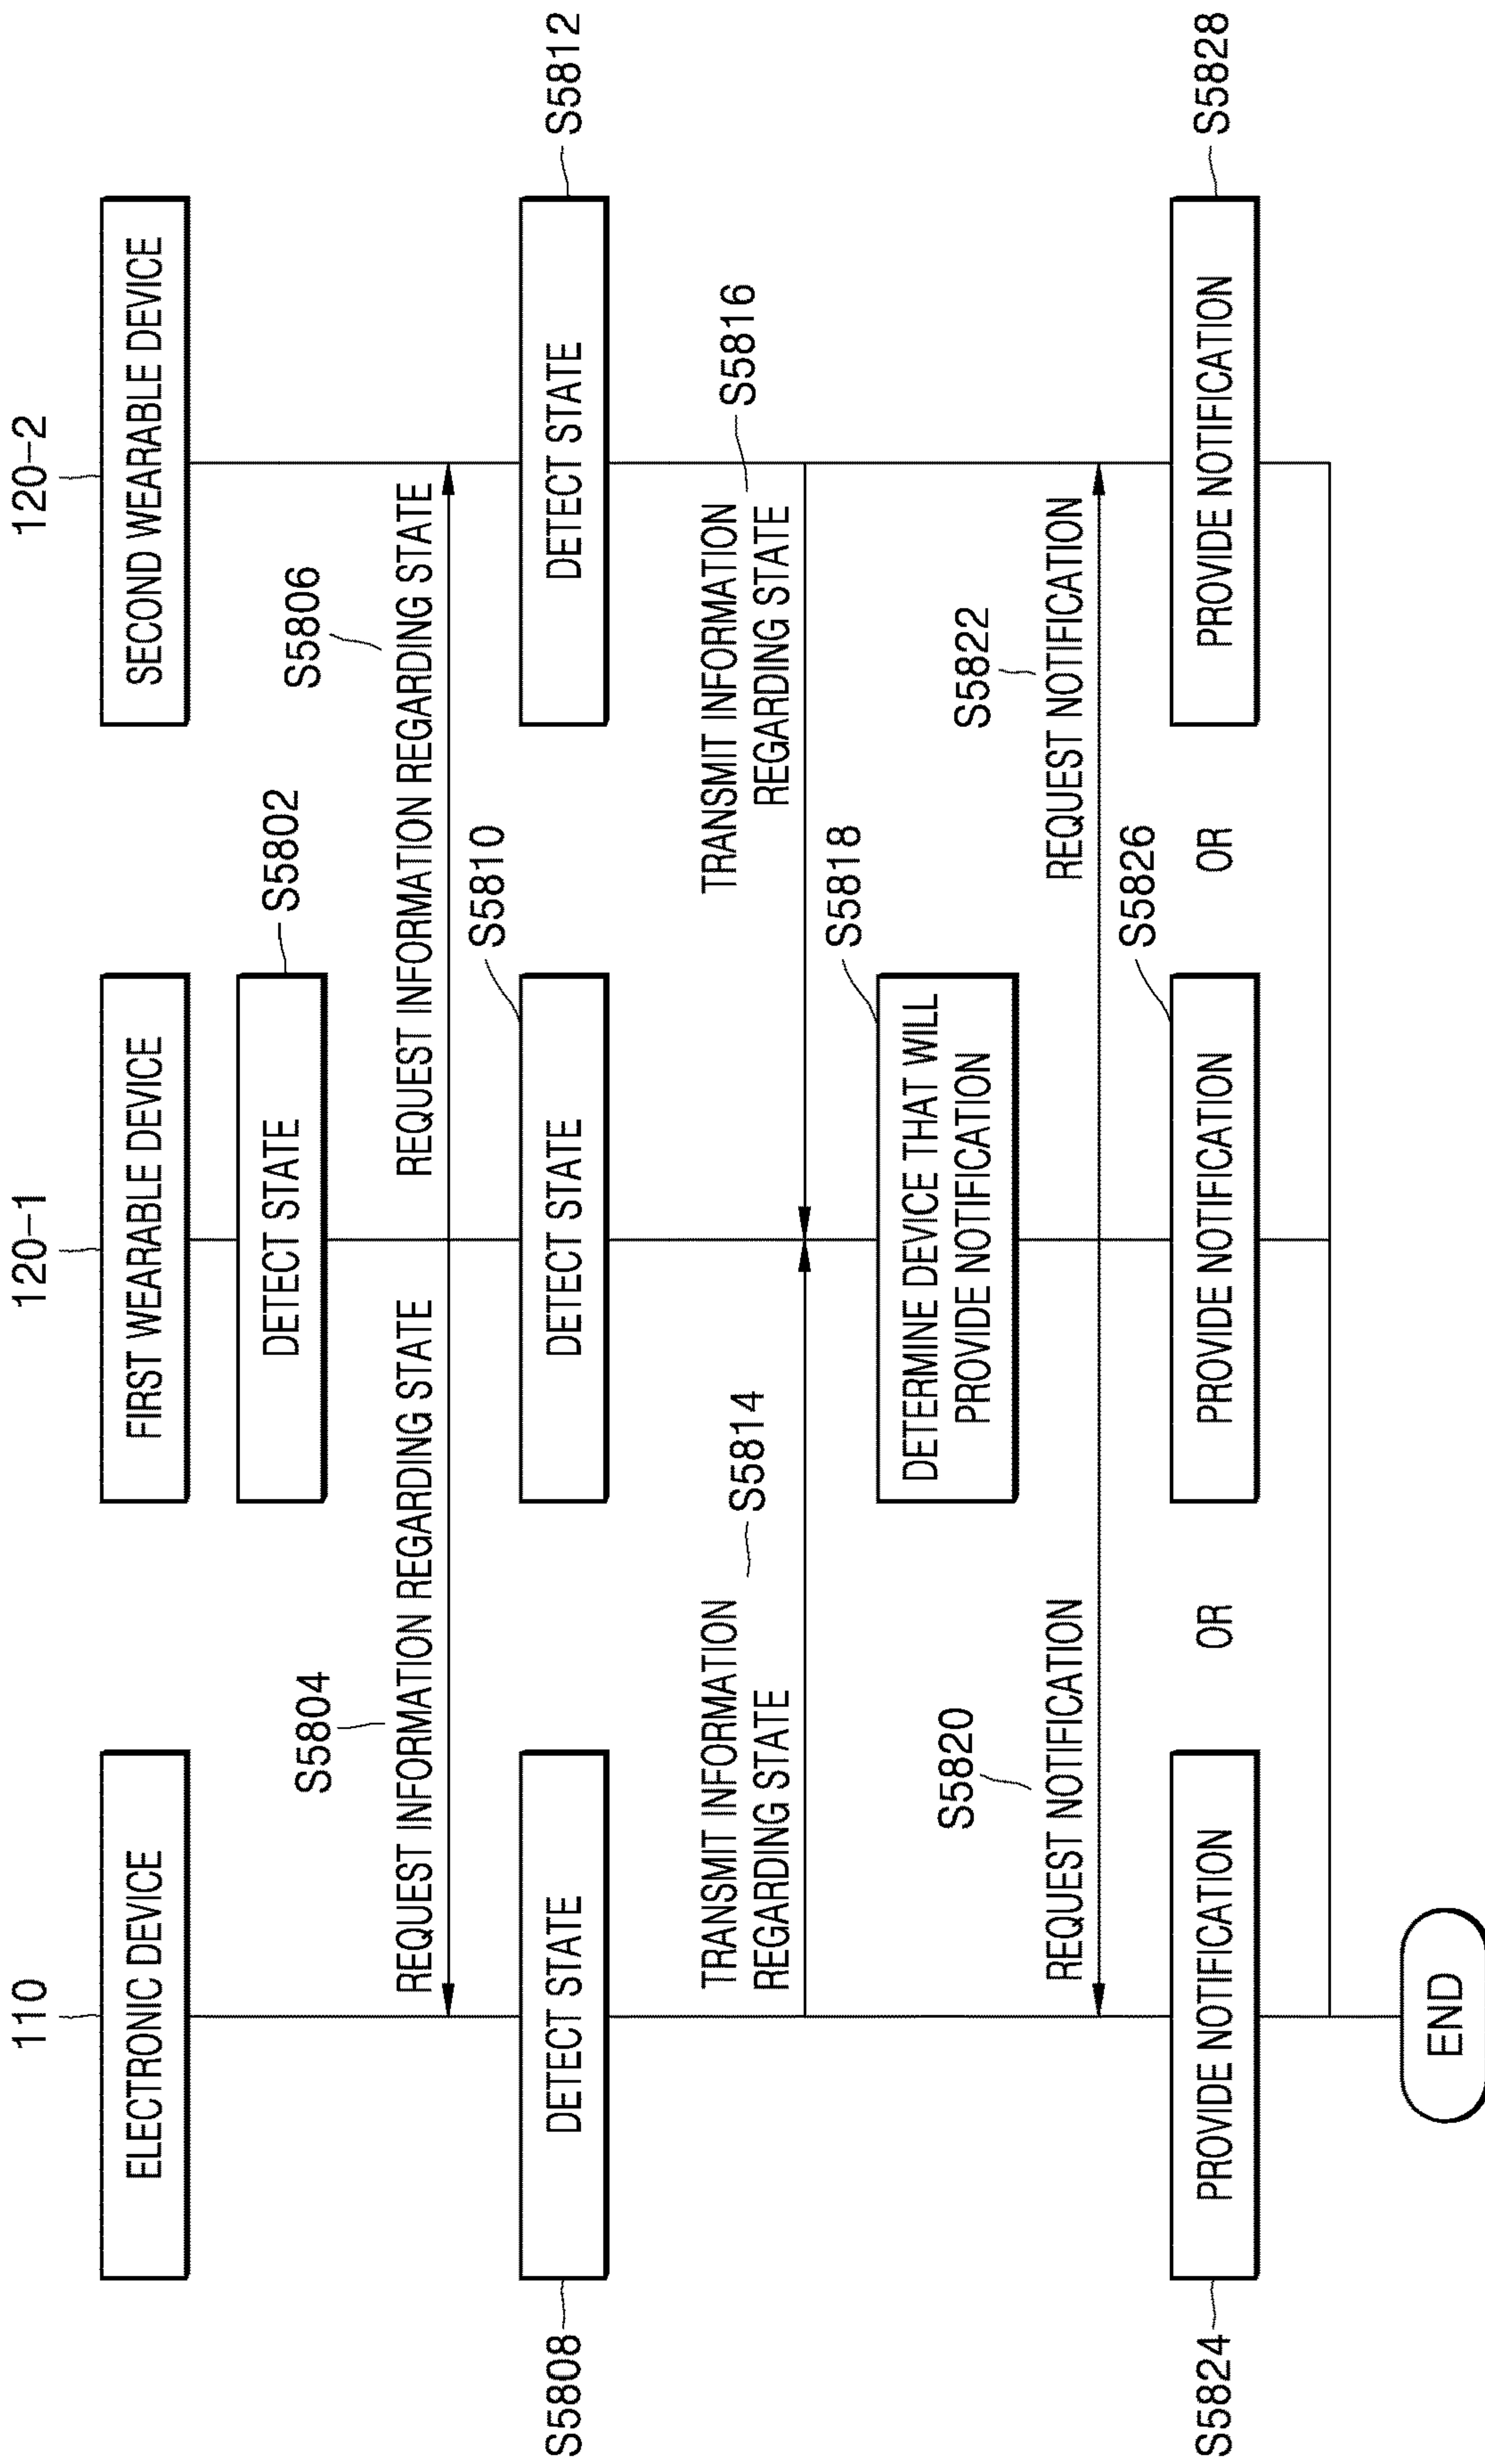 110
120-1
120-2
ELECTRONIC DEVICE
FIRST WEARABLE DEVICE
SECOND WEARABLE DEVICE
DETECT STATE
S5802
S5804
S5806
REQUEST INFORMATION REGARDING STATE
REQUEST INFORMATION REGARDING STATE
S5810
S5808
DETECT STATE
DETECT STATE
DETECT STATE
S5812
TRANSMIT INFORMATION
REGARDING STATE
S5814
TRANSMIT INFORMATION
REGARDING STATE
S5816
S5818
DETERMINE DEVICE THAT WILL
PROVIDE NOTIFICATION
S5820
S5822
REQUEST NOTIFICATION
REQUEST NOTIFICATION
S5826
S5824
PROVIDE NOTIFICATION
OR
PROVIDE NOTIFICATION
OR
PROVIDE NOTIFICATION
S5828
END